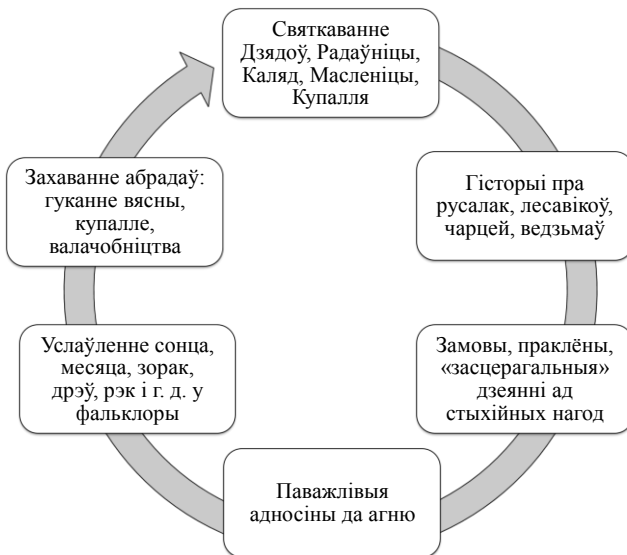 Святкаванне
Дзядоў, Радаўніцы,
Каляд, Масленіцы,
Купалля
Гісторыі пра
русалак, лесавікоў,
чарцей, ведзьмаў
Замовы, праклёны,
«засцерагальныя»
дзеянні ад
стыхійных нагод
Паважлівыя
адносіны да агню
Услаўленне сонца,
месяца, зорак,
дрэў, рэк і г. д. у
фальклоры
Захаванне абрадаў:
гуканне вясны,
купалле,
валачобніцтва